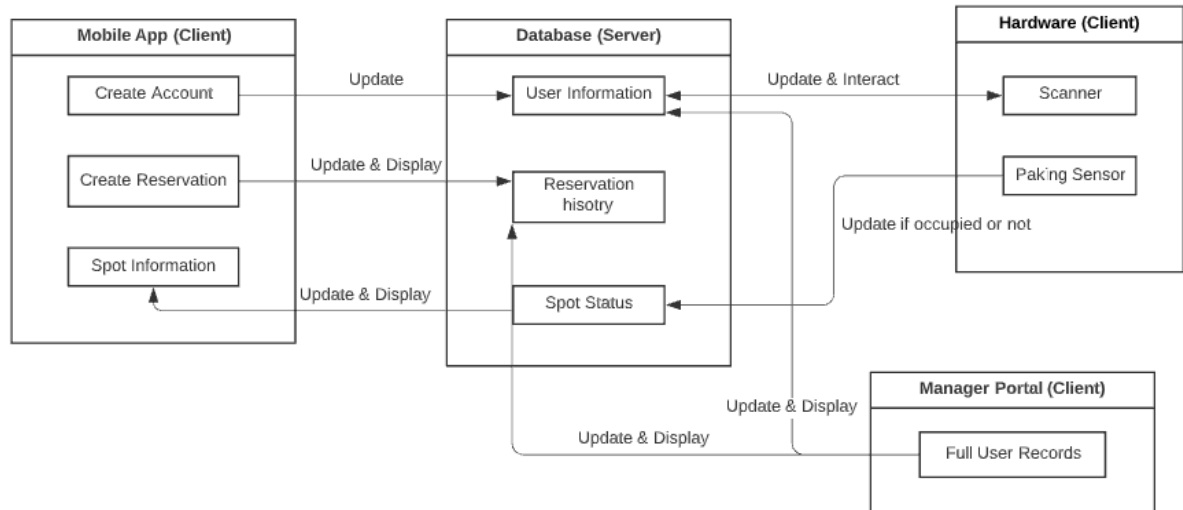 Mobile App (Client)
Create Account
Create Reservation
Spot Information
Update
Update & Display
Update & Display
Database (Server)
User Information
Reservation
hisotry
Spot Status
Update & Interact
Hardware (Client)
Scanner
Paking Sensor
Update if occupied or not
Update & Display
Update & Display
Manager Portal (Client)
Full User Records